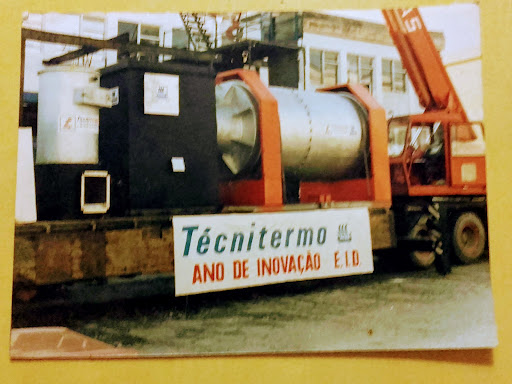 Técnitermo
ANO DE INOVAÇÃO E.I.D